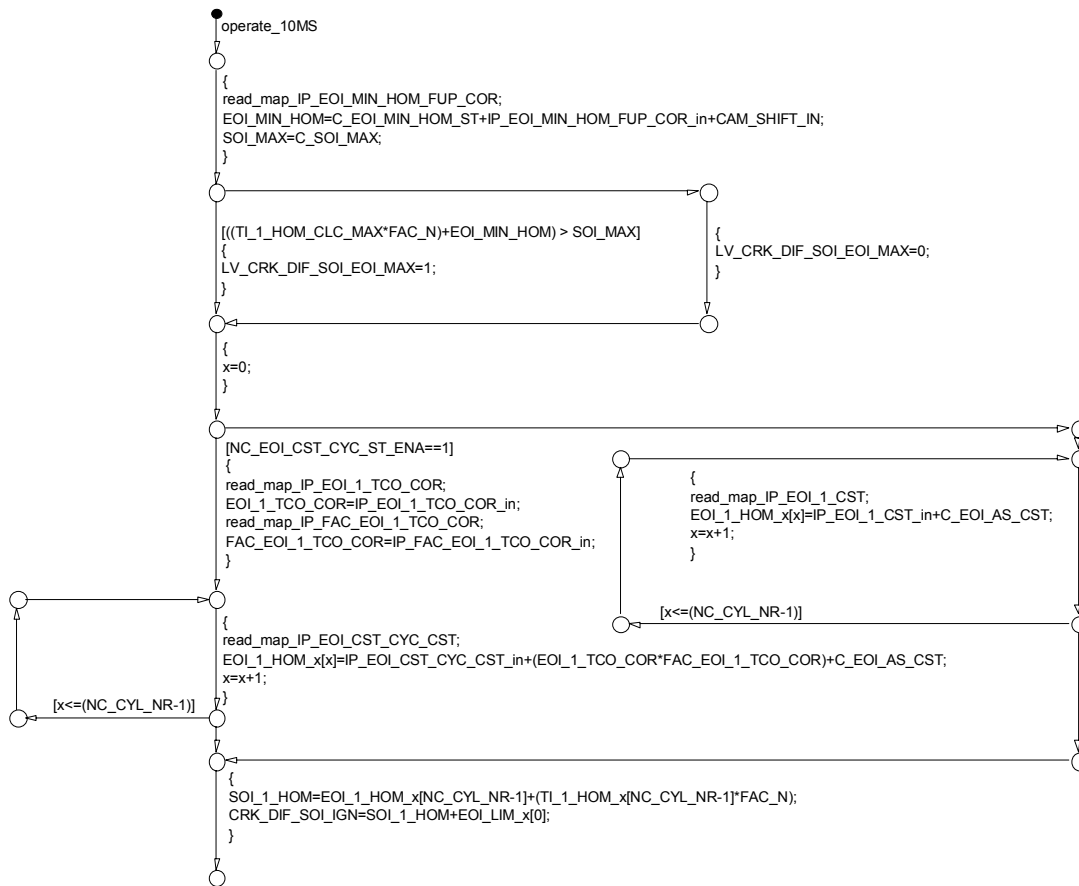 operate_10MS
{
read_map_IP_EOI_MIN_HOM_FUP_COR;
EOI_MIN_HOM=C_EOI_MIN_HOM_ST+IP_EOI_MIN_HOM_FUP_COR_in+CAM_SHIFT_IN;
SOI_MAX=C_SOI_MAX;
}
[((TI_1_HOM_CLC_MAX*FAC_N)+EOI_MIN_HOM) > SOI_MAX]
{
LV_CRK_DIF_SOI_EOI_MAX=1;
}
{
LV_CRK_DIF_SOI_EOI_MAX=0;
}
{
x=0;
}
[NC_EOI_CST_CYC_ST_ENA==1]
{
read_map_IP_EOI_1_TCO_COR;
EOI_1_TCO_COR=IP_EOI_1_TCO_COR_in;
read_map_IP_FAC_EOI_1_TCO_COR;
FAC_EOI_1_TCO_COR=IP_FAC_EOI_1_TCO_COR_in;
}
{
read_map_IP_EOI_1_CST;
EOI_1_HOM_x[x]=IP_EOI_1_CST_in+C_EOI_AS_CST;
x=x+1;
}
[x<=(NC_CYL_NR-1)]
{
read_map_IP_EOI_CST_CYC_CST;
EOI_1_HOM_x[x]=IP_EOI_CST_CYC_CST_in+(EOI_1_TCO_COR*FAC_EOI_1_TCO_COR)+C_EOI_AS_CST;
x=x+1;
}
[x<=(NC_CYL_NR-1)]
{
SOI_1_HOM=EOI_1_HOM_x[NC_CYL_NR-1]+(TI_1_HOM_x[NC_CYL_NR-1]*FAC_N);
CRK_DIF_SOI_IGN=SOI_1_HOM+EOI_LIM_x[0];
}